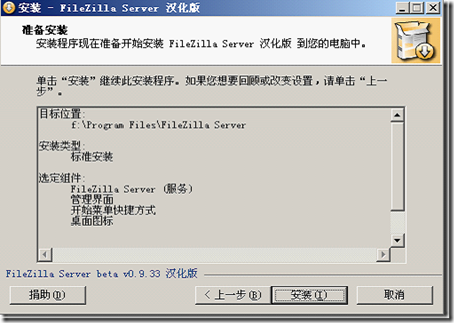 安装 - FileZilla Server 汉化版
准备安装
安装程序现在准备开始安装 FileZilla Server 汉化版 到您的电脑中。
单击“安装”继续此安装程序。如果您想要回顾或改变设置，请单击“上一
步”。
目标位置:
f:\Program Files\FileZilla Server
安装类型:
标准安装
选定组件:
FileZilla Server (服务)
管理界面
开始菜单快捷方式
桌面图标
FileZilla Server beta v0.9.33 汉化版
捐助(D)
< 上一步(B)
安装(I)
取消